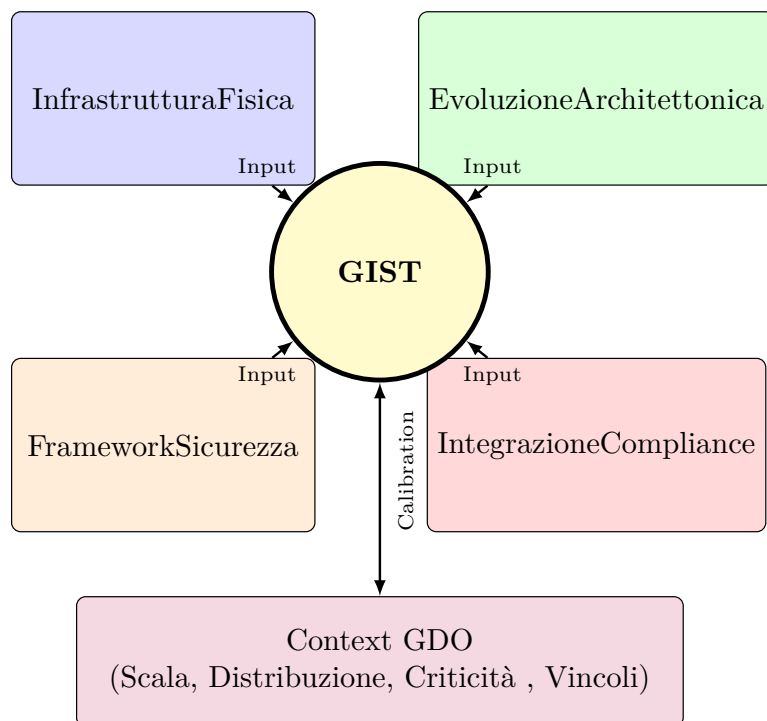 InfrastrutturaFisica
EvoluzioneArchitettonica
Input
Input
GIST
Input
Input
FrameworkSicurezza
IntegrazioneCompliance
Calibration
Context GDO
(Scala, Distribuzione, Criticità , Vincoli)